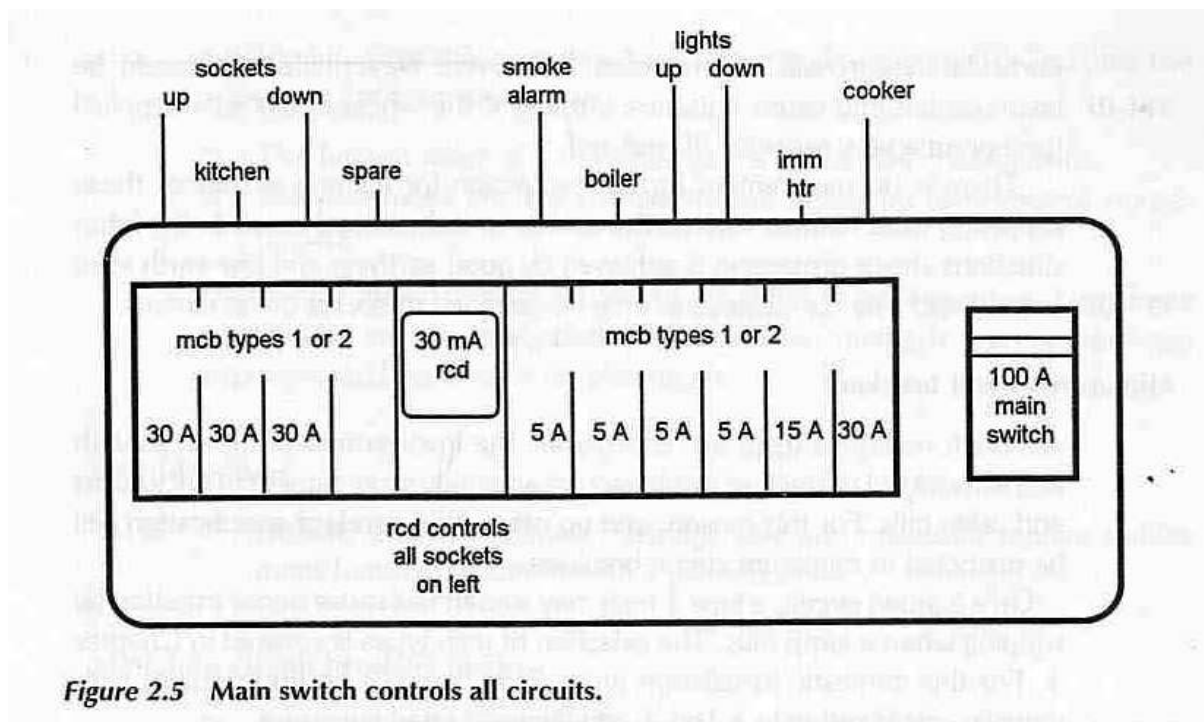 lights
sockets smoke up down
up down alarm cooker
kitchen spare boiler imm
htr
mcb types 1 or 2 30 mA mcb types 1 or 2
rcd
100 A
main
switch
30 A 30 A 30 A 5 A 5 A 5 A 5 A 15 A 30 A
rcd controls
all sockets
on left
Figure 2.5 Main switch controls all circuits.